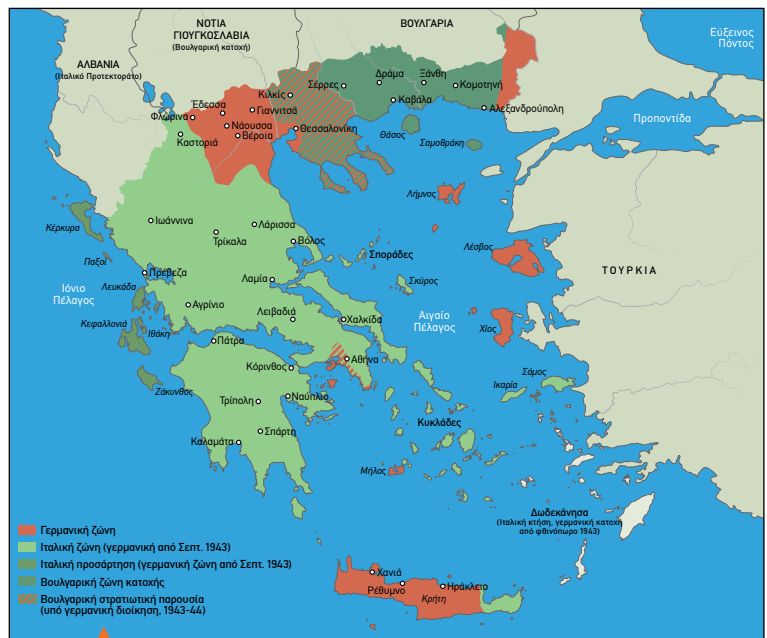 ΝΟΤΙΑ
ΓΙΟΥΓΚΟΣΛΑΒΙΑ
(Βουλγαρική κατοχή)
ΒΟΥΛΓΑΡΙΑ
Εύξεινος
Πόντος
ΑΛΒΑΝΙΑ
(Ιταλικό Προτεκτοράτο)
Δράμα
Ξάνθη
Σέρρες
Κομοτηνή
Κιλκίς
Καβάλα
Έδεσσα
Γιαννιτσά
Αλεξανδρούπολη
Φλώρινα
Προποντίδα
Νάουσσα
Θεσσαλονίκη
Βέροια
Θάσος
Καστοριά
Σαμοθράκη
Λήμνος
Ιωάννινα
Λάρισσα
Κέρκυρα
Τρίκαλα
Βόλος
Λέσβος
Σποράδες
Παξοί
Πρέβεζα
ΤΟΥΡΚΙΑ
Λαμία
Σκύρος
Λευκάδα
Ιόνιο
Πέλαγος
Αγρίνιο
Λειβαδιά
Χαλκίδα
Αιγαίο
Πέλαγος
Κεφαλλονιά
Χίος
Ιθάκη
Πάτρα
Αθήνα
Κόρινθος
Σάμος
Ικαρία
Ζάκυνθος
Τρίπολη
Ναύπλιο
Κυκλάδες
Σπάρτη
Καλαμάτα
Μήλος
Δωδεκάνησα
(Ιταλική κτήση, γερμανική κατοχή
από φθινόπωρο 1943)
Γερμανική ζώνη
Ιταλική ζώνη (γερμανική από Σεπτ. 1943)
Ιταλική προσάρτηση (γερμανική ζώνη από Σεπτ. 1943)
Βουλγαρική ζώνη κατοχής
Βουλγαρική στρατιωτική παρουσία
(υπό γερμανική διοίκηση, 1943-44)
Χανιά
Ρέθυμνο
Ηράκλειο
Κρήτη